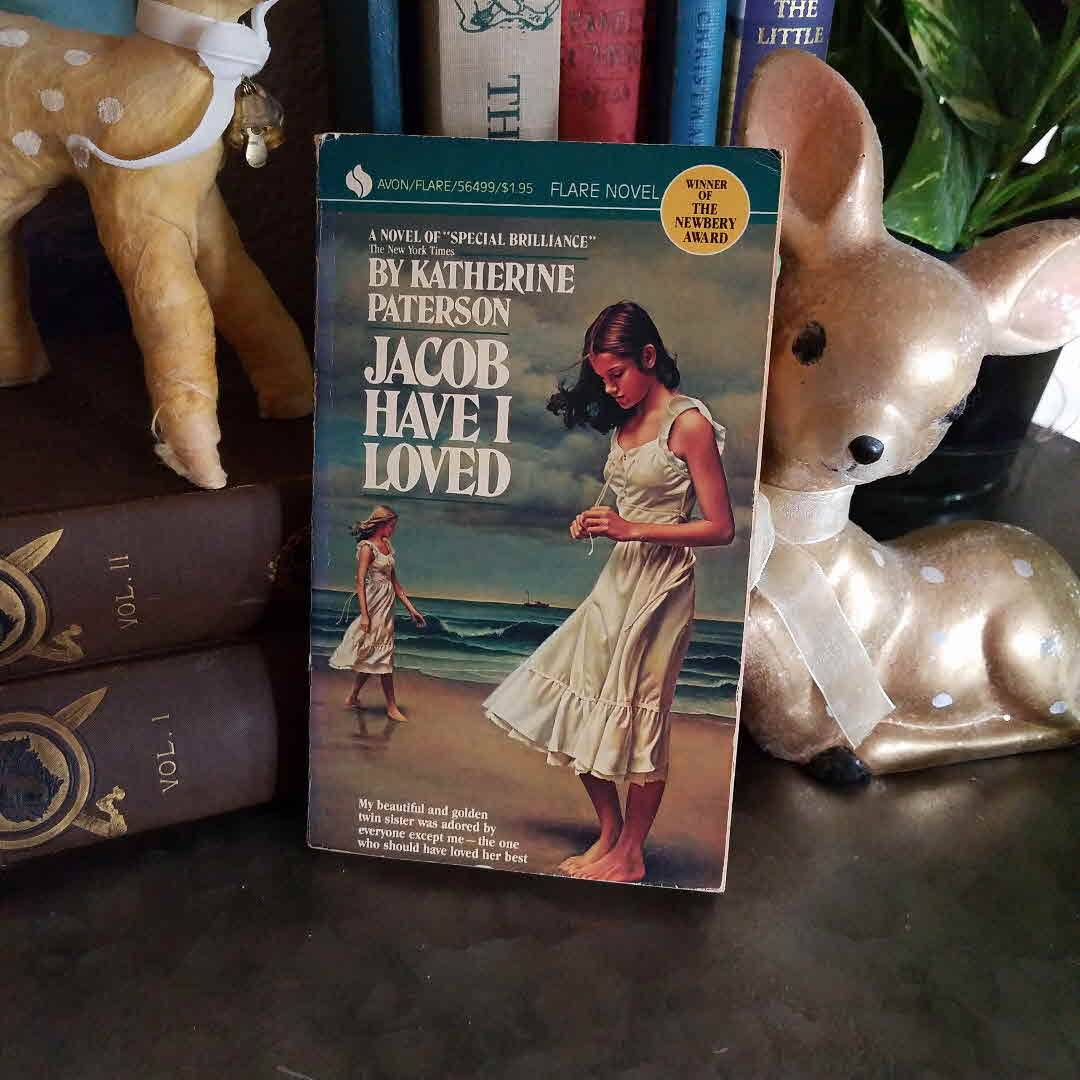 THE
LITTLE
TH
AVON/FLARE/56499/$1.95 FLARE NOVEL
WINNER
OF
THE
NEWBERY
AWARD
A NOVEL OF "SPECIAL BRILLIANCE"
The New York Times
BY KATHERINE
PATERSON
JACOB
HAVE I
LOVED
My beautiful and golden
twin sister was adored by
everyone except me—the one
who should have loved her best
VOL. II
VOL. I